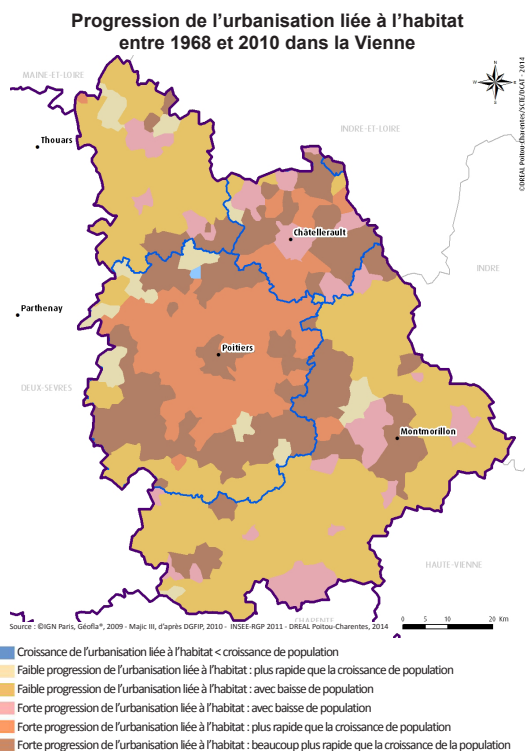 Progression de l'urbanisation liée à l'habitat
entre 1968 et 2010 dans la Vienne
MAINE-ET-LOIRE
N
W
E
S
©DREAL Poitou-Charentes/SCTE/DCAT - 2014
Thouars
INDRE-ET-LOIRE
Châtellerault
INDRE
Parthenay
Poitiers
DEUX-SEVRES
Montmorillon
HAUTE-VIENNE
CHARENTE
Source : ©IGN Paris, Géofla®, 2009 - Majic III, d'après DGFIP, 2010 - INSEE-RGP 2011 - DREAL Poitou-Charentes, 2014
0 5 10 20 Km
Croissance de l'urbanisation liée à l'habitat < croissance de population
Faible progression de l'urbanisation liée à l'habitat : plus rapide que la croissance de population
Faible progression de l'urbanisation liée à l'habitat : avec baisse de population
Forte progression de l'urbanisation liée à l'habitat : avec baisse de population
Forte progression de l'urbanisation liée à l'habitat : plus rapide que la croissance de population
Forte progression de l'urbanisation liée à l'habitat : beaucoup plus rapide que la croissance de la population